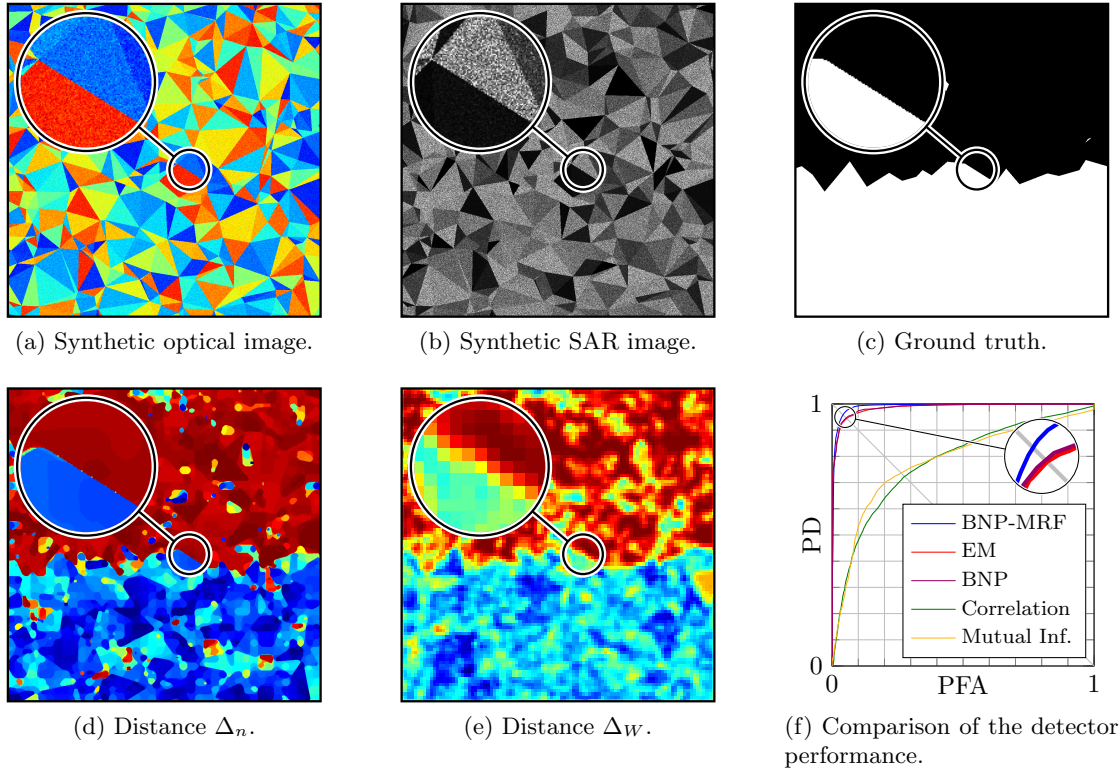 (a) Synthetic optical image.
(b) Synthetic SAR image.
(c) Ground truth.
(d) Distance Δₙ.
(e) Distance Δ_W.
1
PD
0
BNP-MRF
EM
BNP
Correlation
Mutual Inf.
0
PFA
1
(f) Comparison of the detector
performance.